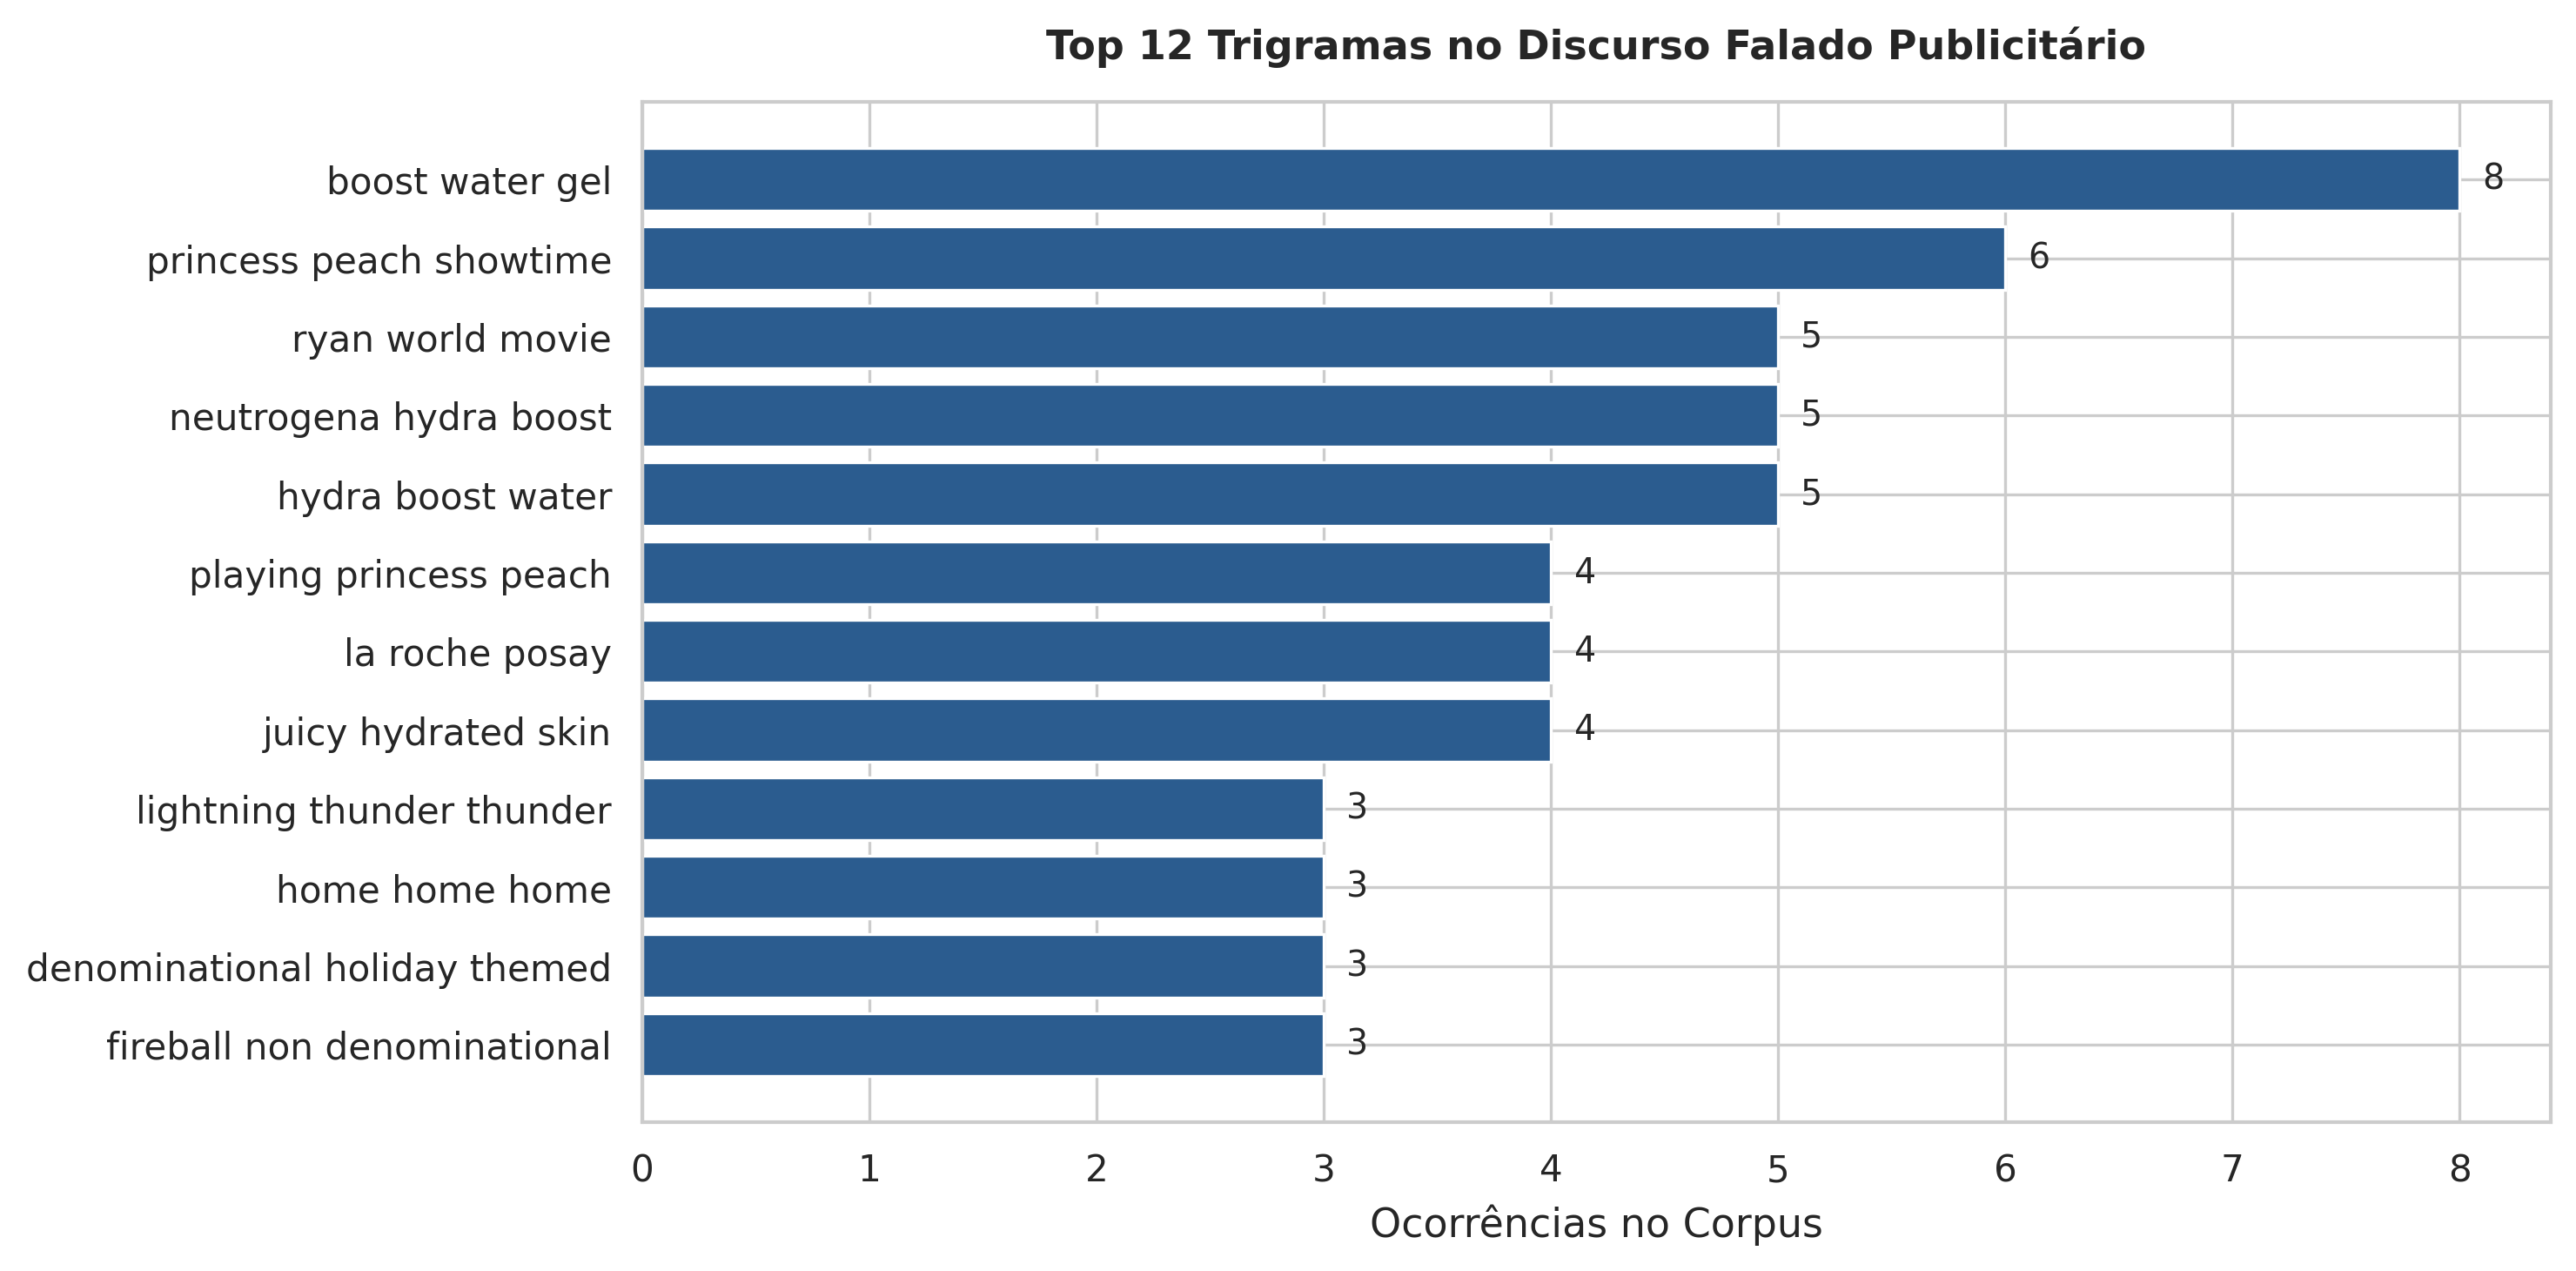 Top 12 Trigramas no Discurso Falado Publicitário
boost water gel 8
princess peach showtime 6
ryan world movie 5
neutrogena hydra boost 5
hydra boost water 5
playing princess peach 4
la roche posay 4
juicy hydrated skin 4
lightning thunder thunder 3
home home home 3
denominational holiday themed 3
fireball non denominational 3
0 1 2 3 4 5 6 7 8
Ocorrências no Corpus